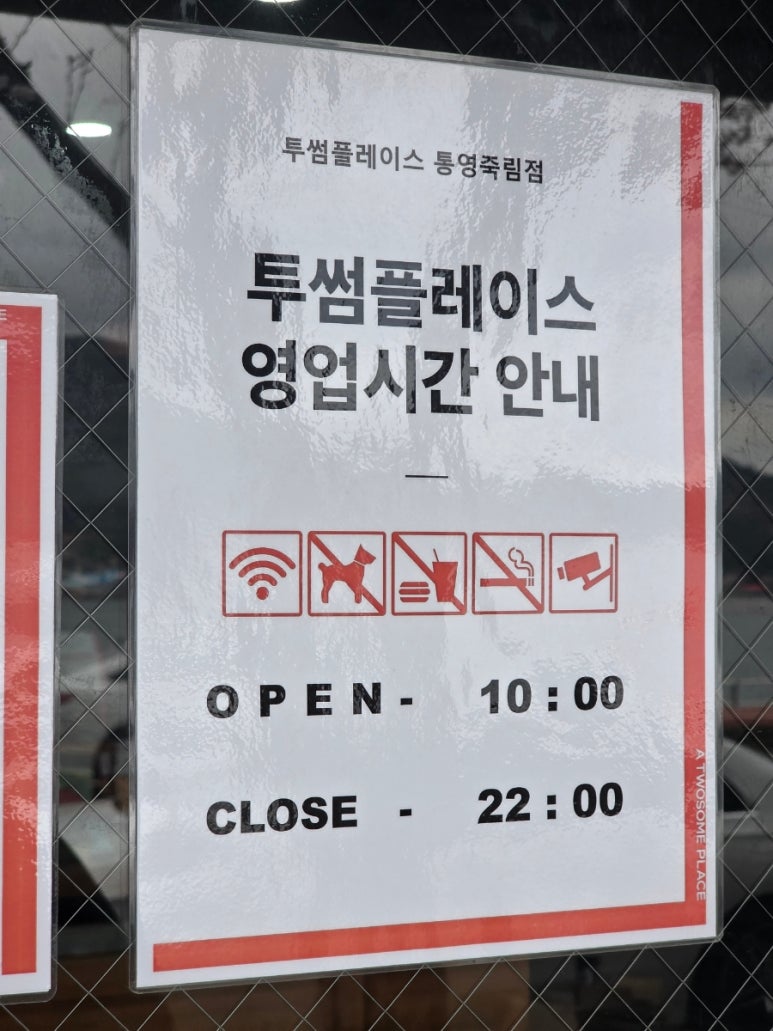 투썸플레이스 통영죽림점
투썸플레이스
영업시간 안내
OPEN- 10:00
CLOSE - 22:00
A TWOSOME PLACE
E